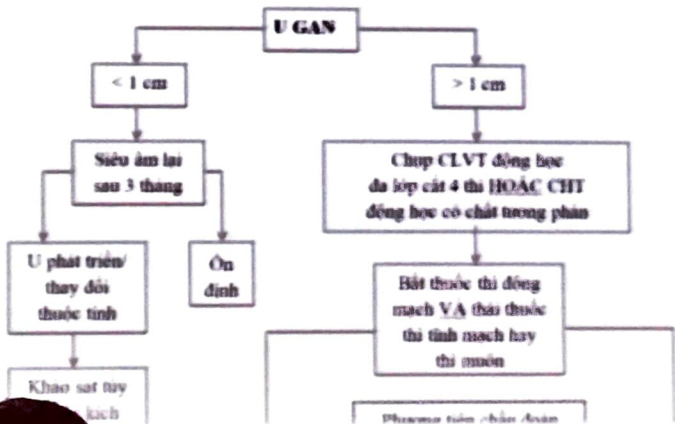 U GAN
< 1 cm
> 1 cm
Siêu âm lại
sau 3 tháng
Chụp CLVT động học
đa lớp cắt 4 thì HOẶC CHT
động học có chất tương phản
U phát triển/
thay đổi
thuộc tính
Ổn
định
Bắt thuốc thì động
mạch VÀ thải thuốc
thì tĩnh mạch hay
thì muộn
Khảo sát tùy
kích
Phương tiện chẩn đoán